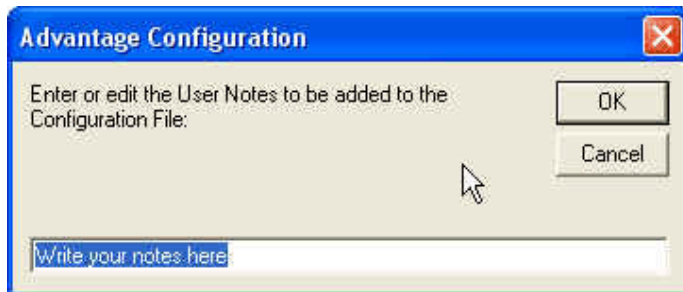 Advantage Configuration
Enter or edit the User Notes to be added to the
Configuration File:
OK
Cancel
Write your notes here